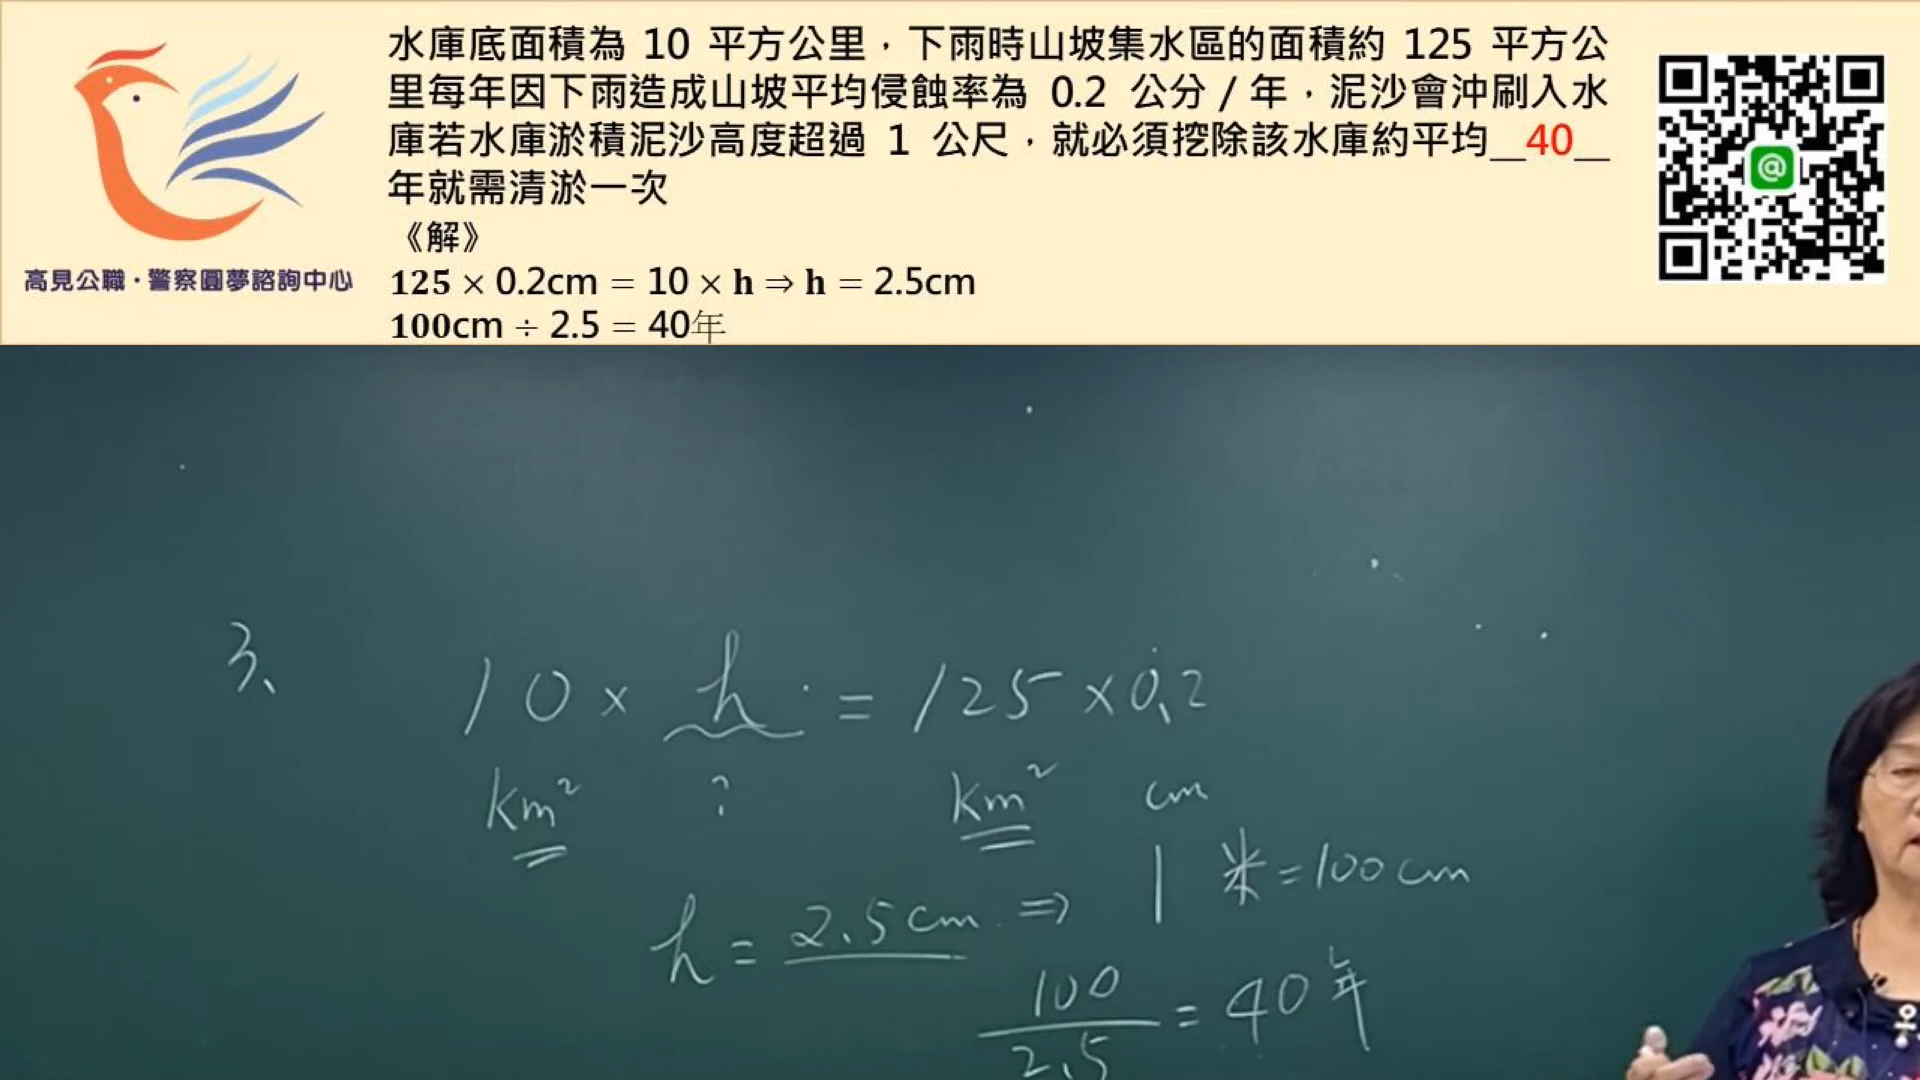 水庫底面積為 10 平方公里，下雨時山坡集水區的面積約 125 平方公
里每年因下雨造成山坡平均侵蝕率為 0.2 公分 / 年，泥沙會沖刷入水
庫若水庫淤積泥沙高度超過 1 公尺，就必須挖除該水庫約平均__40__
年就需清淤一次
《解》
125 × 0.2cm = 10 × h ⇒ h = 2.5cm
100cm ÷ 2.5 = 40年
高見公職·警察圓夢諮詢中心
@
3、 10 × h = 125 × 0.2
km² ? km² cm
h = 2.5cm ⇒ 1 米 = 100 cm
100
2.5
= 40 年